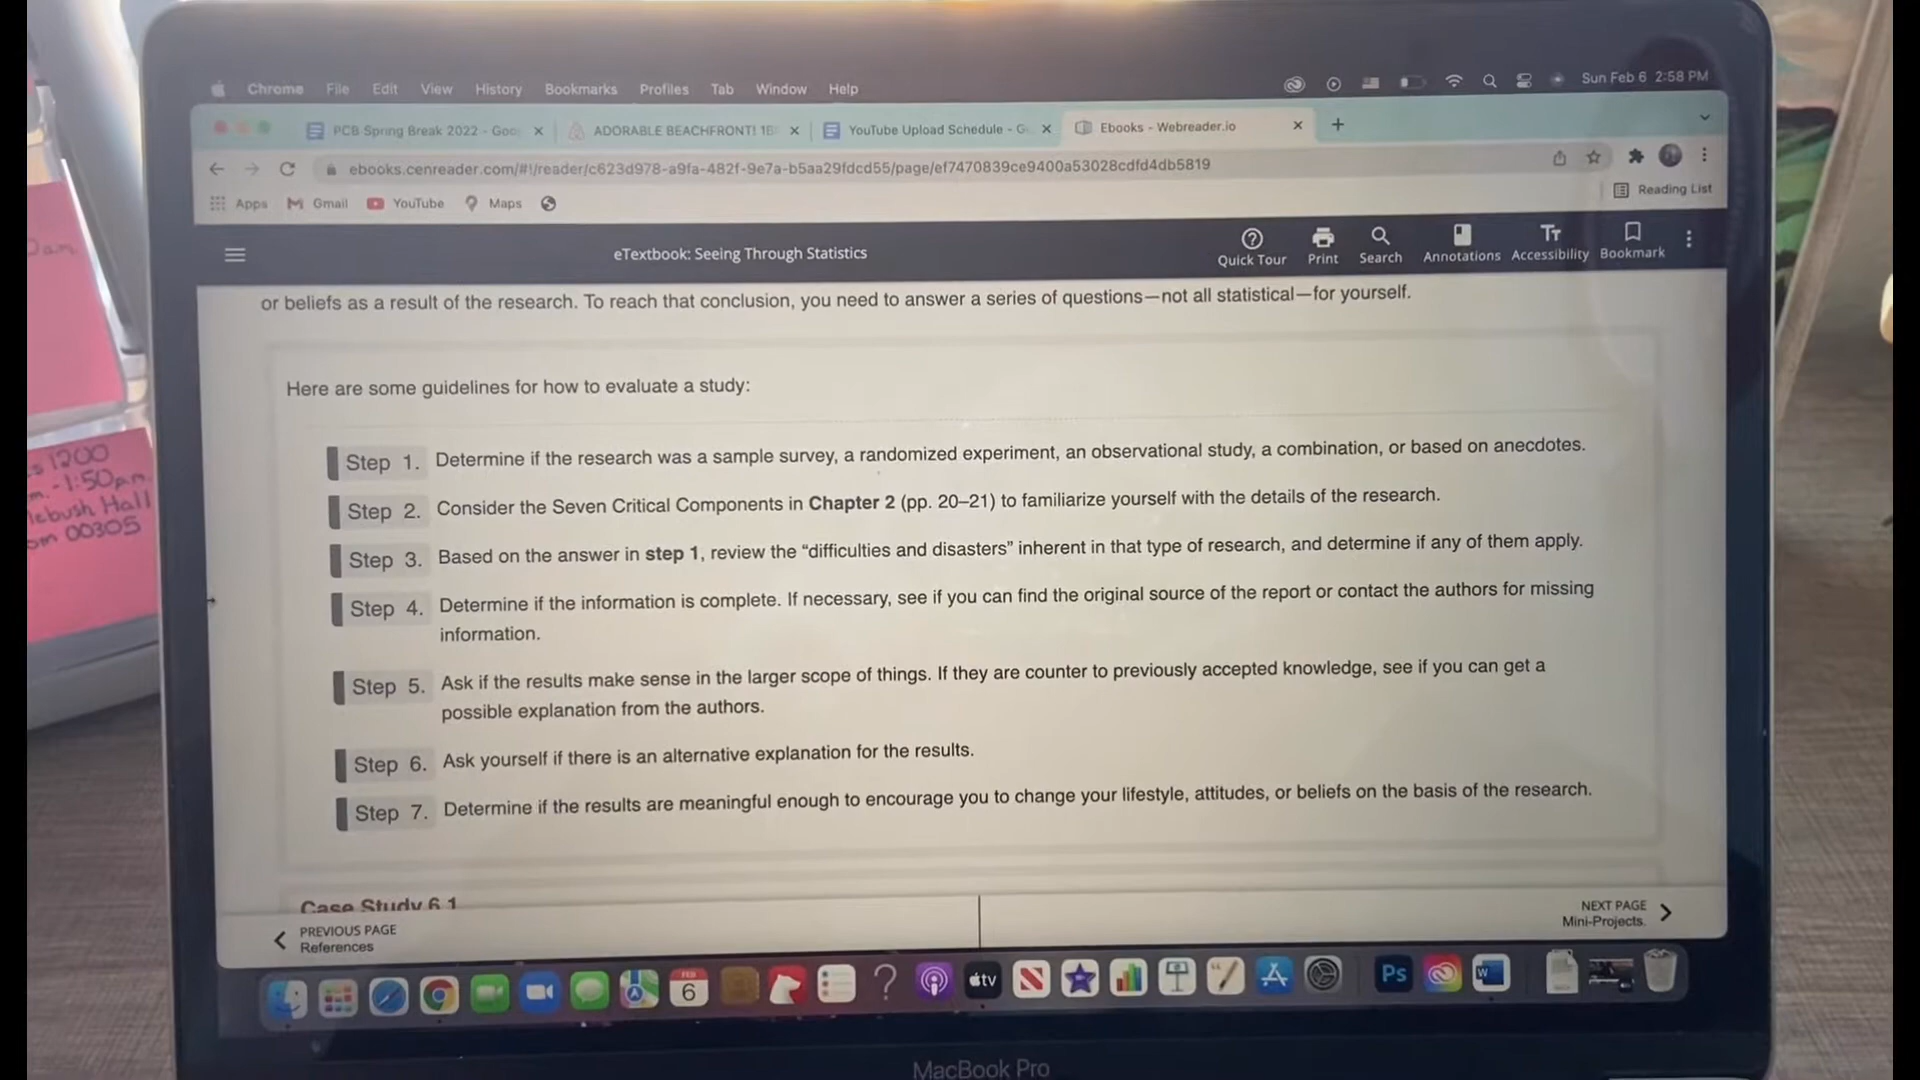 Chrome File Edit View History Bookmarks Profiles Tab Window Help Sun Feb 6 2:58 PM
PCB Spring Break 2022 - Goo ADORABLE BEACHFRONT! 1B YouTube Upload Schedule - G Ebooks - Webreader.io
ebooks.cenreader.com/#!/reader/c623d978-a9fa-482f-9e7a-b5aa29fdcd55/page/ef7470839ce9400a53028cdfd4db5819
Reading List
Apps Gmail YouTube Maps
eTextbook: Seeing Through Statistics
Quick Tour Print Search Annotations Accessibility Bookmark
or beliefs as a result of the research. To reach that conclusion, you need to answer a series of questions—not all statistical—for yourself.
Here are some guidelines for how to evaluate a study:
Step 1. Determine if the research was a sample survey, a randomized experiment, an observational study, a combination, or based on anecdotes.
Step 2. Consider the Seven Critical Components in Chapter 2 (pp. 20–21) to familiarize yourself with the details of the research.
Step 3. Based on the answer in step 1, review the “difficulties and disasters” inherent in that type of research, and determine if any of them apply.
Step 4. Determine if the information is complete. If necessary, see if you can find the original source of the report or contact the authors for missing
information.
Step 5. Ask if the results make sense in the larger scope of things. If they are counter to previously accepted knowledge, see if you can get a
possible explanation from the authors.
Step 6. Ask yourself if there is an alternative explanation for the results.
Step 7. Determine if the results are meaningful enough to encourage you to change your lifestyle, attitudes, or beliefs on the basis of the research.
Case Study 6.1
PREVIOUS PAGE
References
NEXT PAGE
Mini-Projects.
FEB
6
tv
Ps
W
MacBook Pro
1200
-1:50pm
Hall
00305